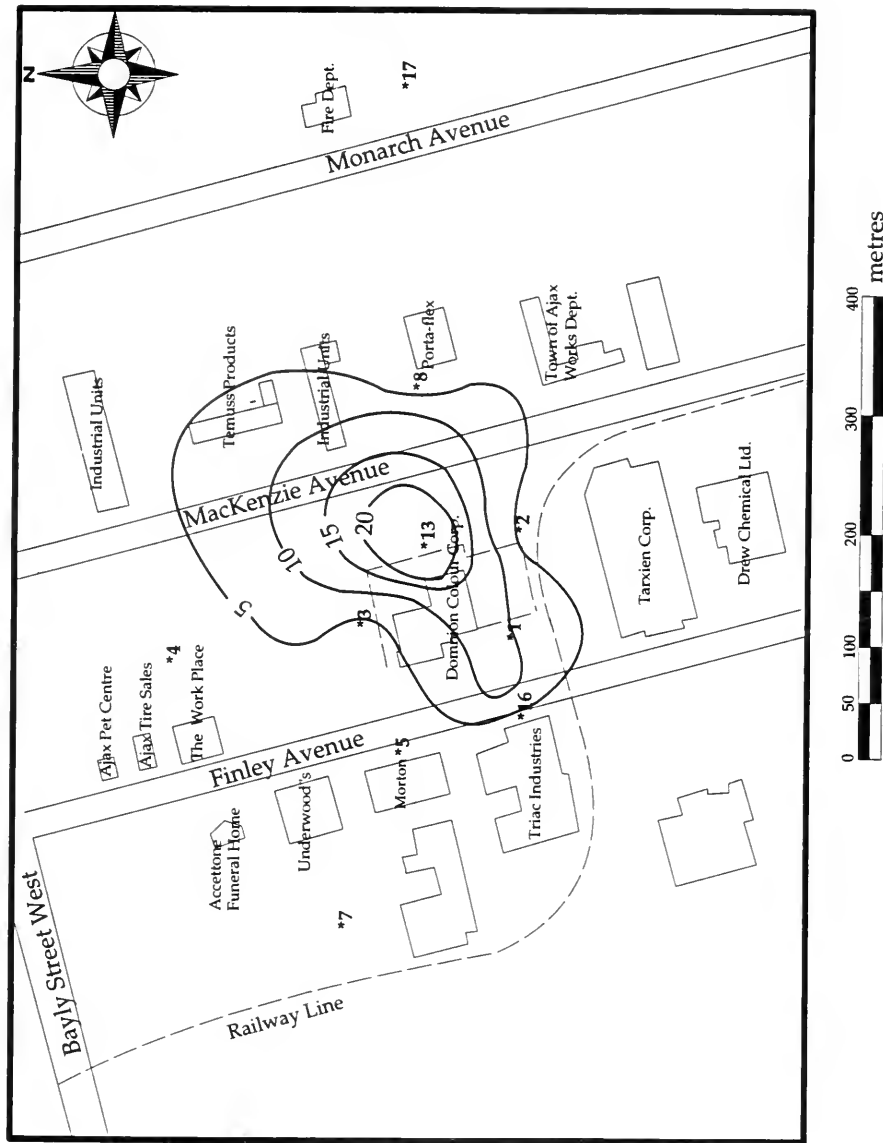 N
Fire Dept.
*17
Monarch Avenue
Industrial Units
Temuss Products
Industrial Units
*8
Porta-flex
Town of Ajax
Works Dept.
MacKenzie Avenue
5
10
15
20
*13
*3
Dominion Colour Corp.
*2
*1
Tarxien Corp.
Drew Chemical Ltd.
Ajax Pet Centre
Ajax Tire Sales
*4
The Work Place
Finley Avenue
*16
Accettone
Funeral Home
Underwood"s
Morton
*5
Triac Industries
*7
Bayly Street West
Railway Line
0
50
100
200
300
400
metres